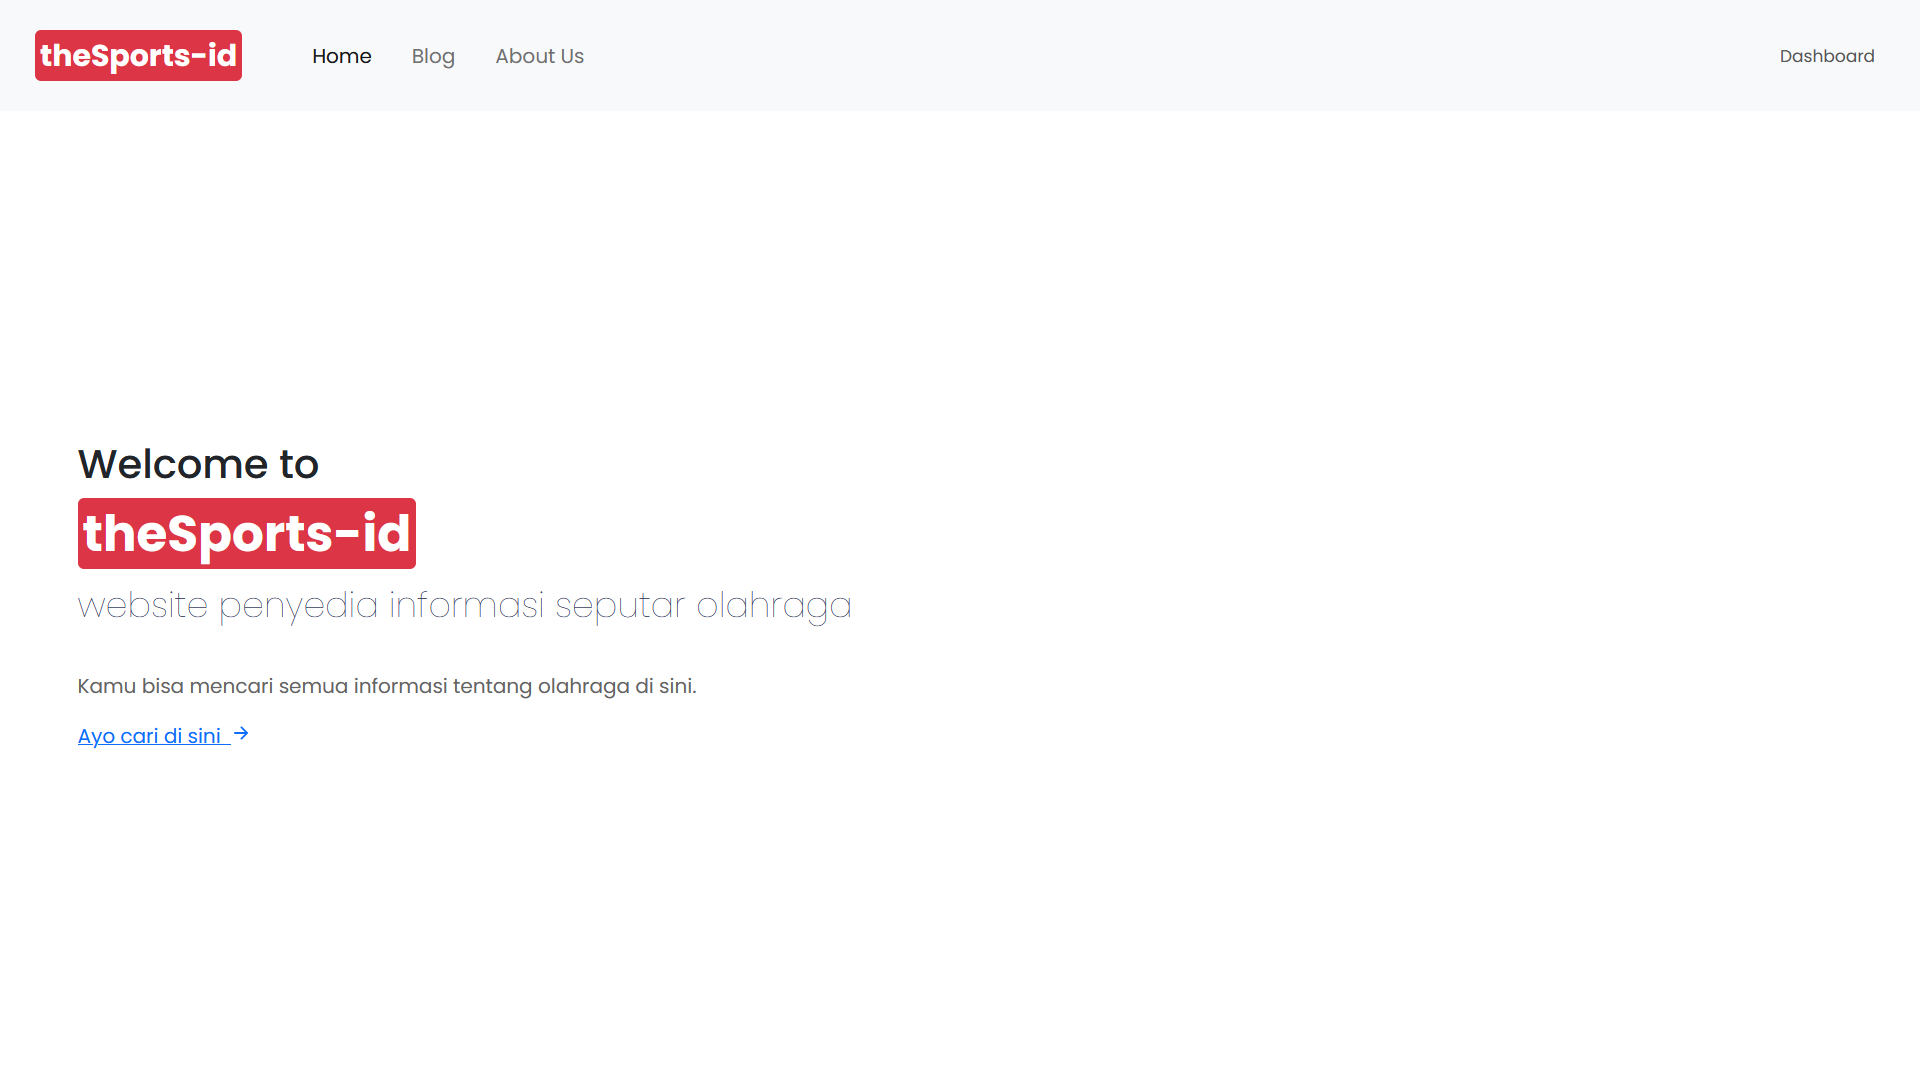 theSports-id
Home
Blog
About Us
Dashboard
Welcome to
theSports-id
website penyedia informasi seputar olahraga
Kamu bisa mencari semua informasi tentang olahraga di sini.
Ayo cari di sini →